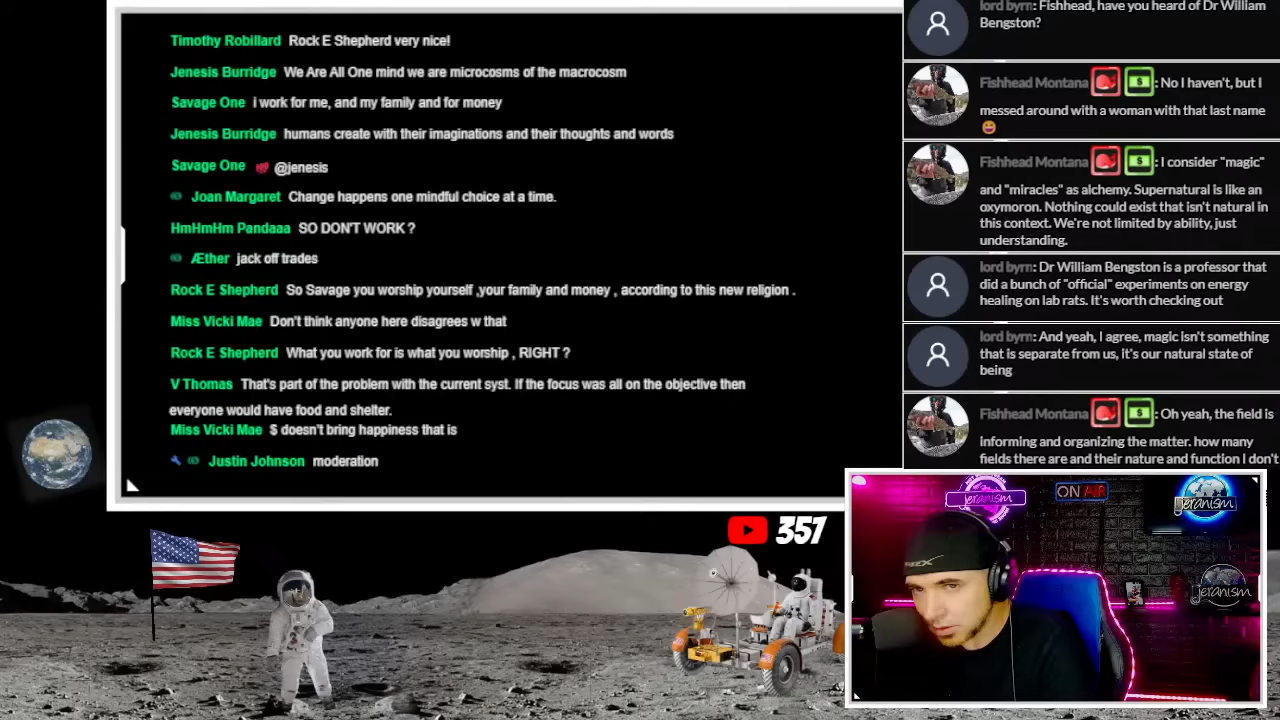 Timothy Robillard Rock E Shepherd very nice!
Jenesis Burridge We Are All One mind we are microcosms of the macrocosm
Savage One i work for me, and my family and for money
Jenesis Burridge humans create with their imaginations and their thoughts and words
Savage One @jenesis
Joan Margaret Change happens one mindful choice at a time.
HmHmHm Pandaaa SO DON'T WORK ?
Æther jack off trades
Rock E Shepherd So Savage you worship yourself ,your family and money , according to this new religion .
Miss Vicki Mae Don't think anyone here disagrees w that
Rock E Shepherd What you work for is what you worship , RIGHT ?
V Thomas That's part of the problem with the current syst. If the focus was all on the objective then
everyone would have food and shelter.
Miss Vicki Mae $ doesn't bring happiness that is
Justin Johnson moderation
lord byrn: Fishhead, have you heard of Dr William
Bengston?
Fishhead Montana $ : No I haven't, but I
messed around with a woman with that last name
Fishhead Montana $ : I consider "magic"
and "miracles" as alchemy. Supernatural is like an
oxymoron. Nothing could exist that isn't natural in
this context. We're not limited by ability, just
understanding.
lord byrn: Dr William Bengston is a professor that
did a bunch of "official" experiments on energy
healing on lab rats. It's worth checking out
lord byrn: And yeah, I agree, magic isn't something
that is separate from us, it's our natural state of
being
Fishhead Montana $ : Oh yeah, the field is
informing and organizing the matter. how many
fields there are and their nature and function I don't
357
jeranism
ON AIR
jeranism
jeranism